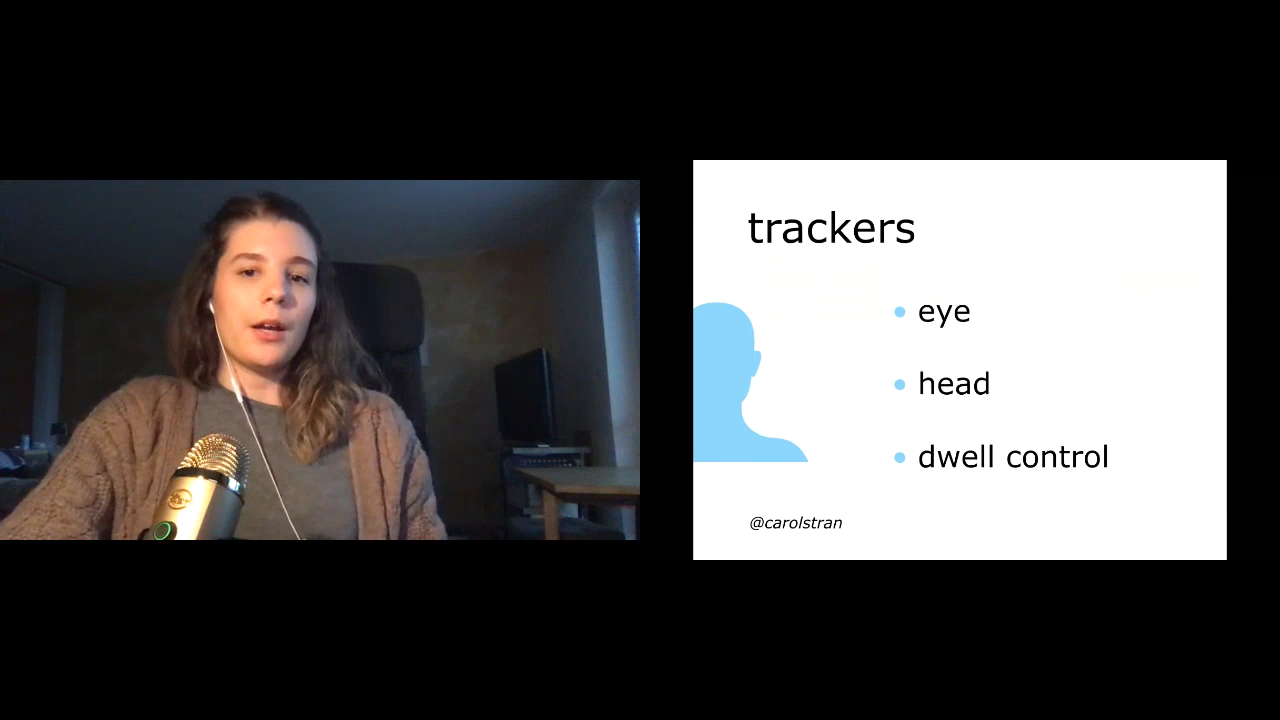 trackers
eye
head
dwell control
@carolstran